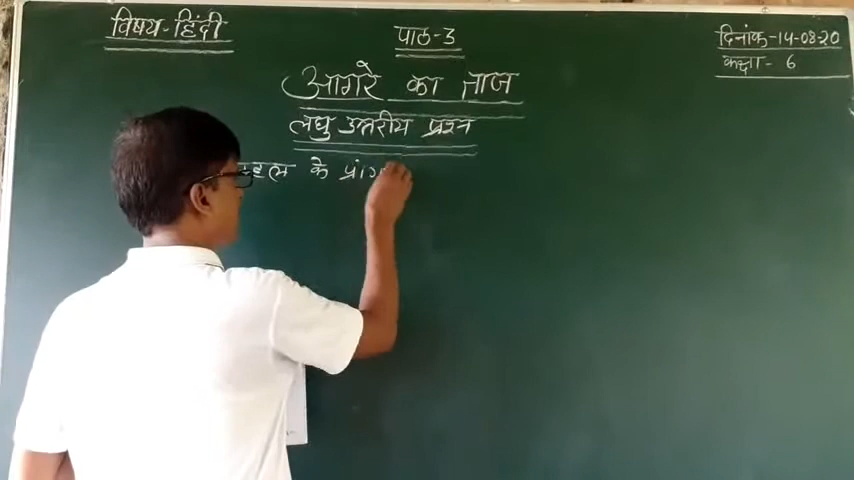 विषय-हिंदी
पाठ-3
दिनांक-14-08-20
कक्षा- 6
आगरे का ताज
लघु उत्तरीय प्रश्न
के